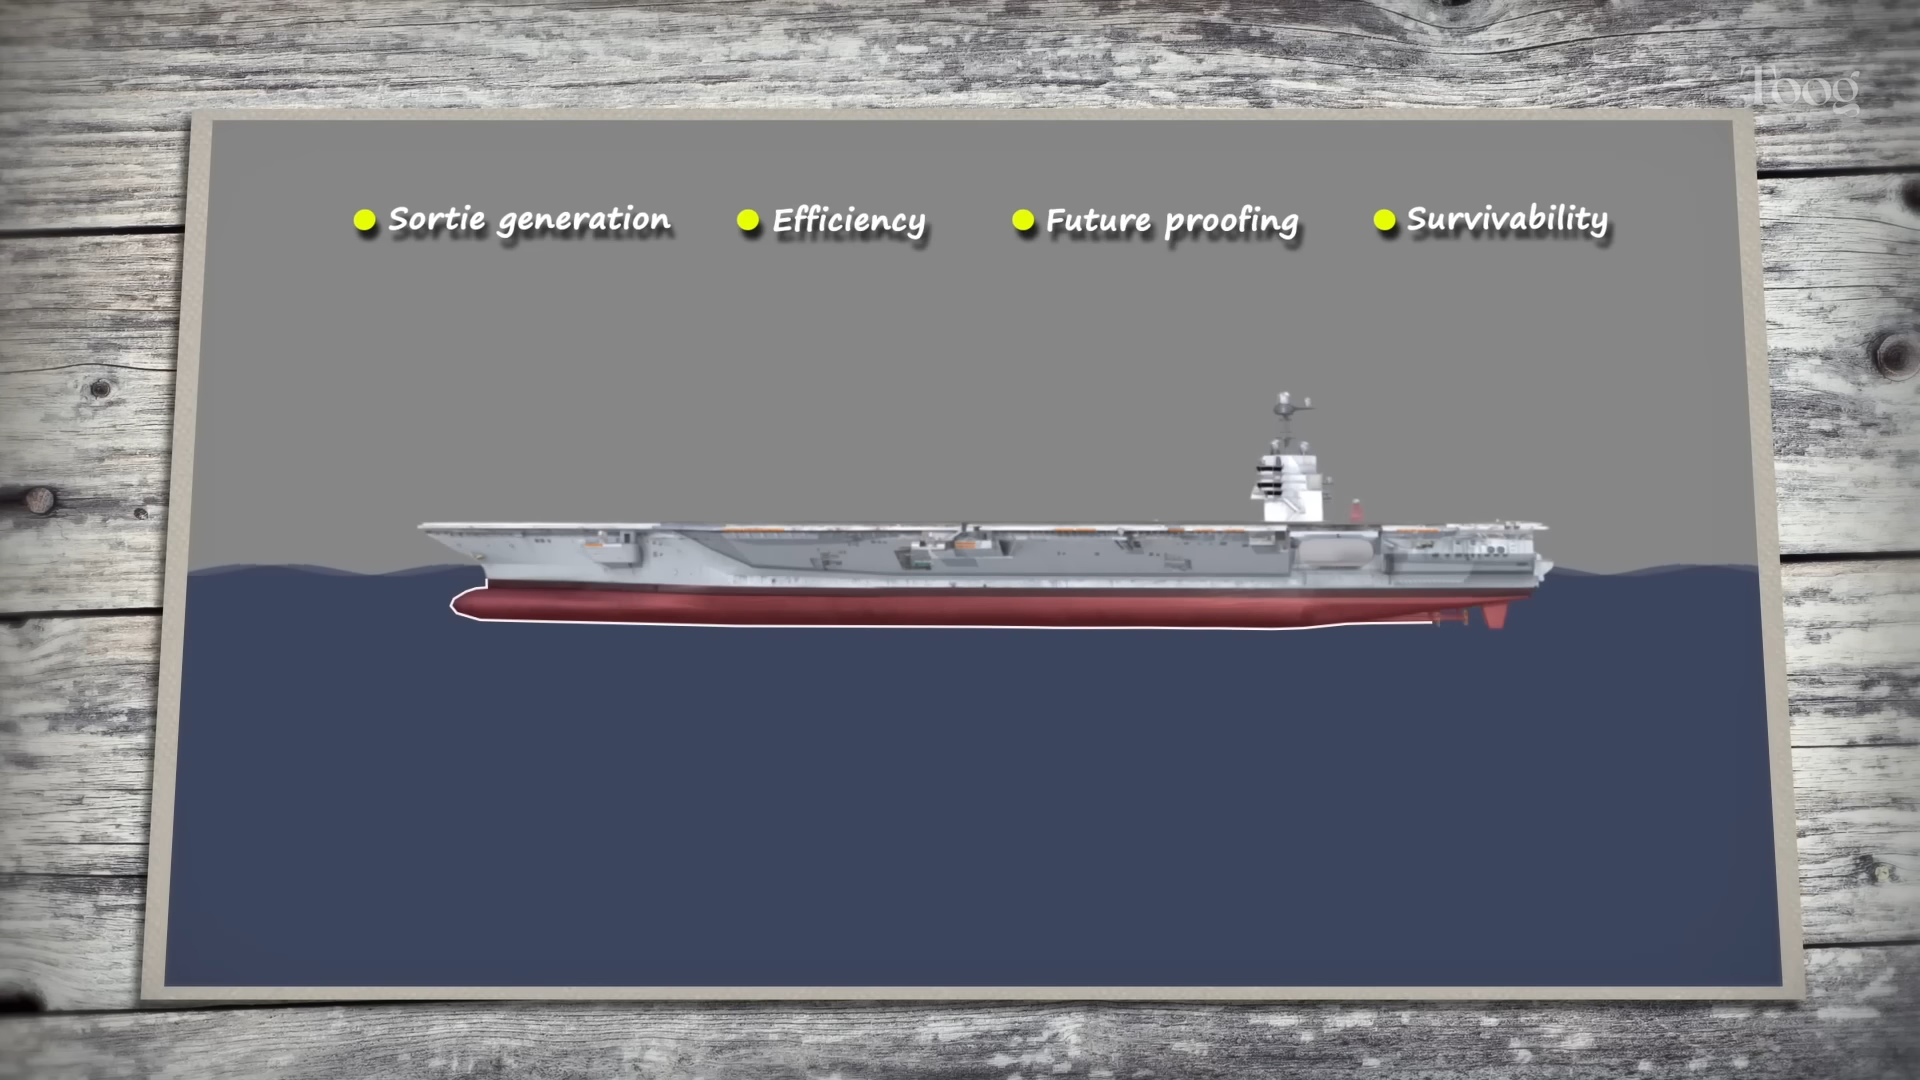 Tbog
Sortie generation
Efficiency
Future proofing
Survivability